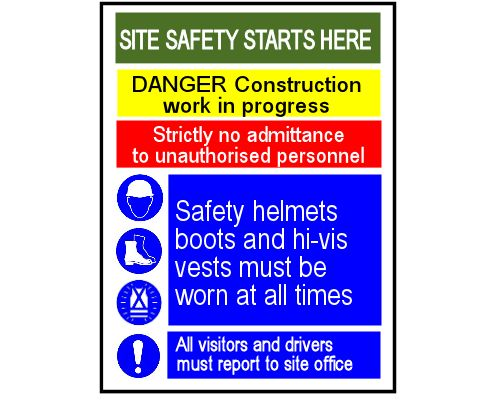 SITE SAFETY STARTS HERE
DANGER Construction
work in progress
Strictly no admittance
to unauthorised personnel
Safety helmets
boots and hi-vis
vests must be
worn at all times
All visitors and drivers
must report to site office